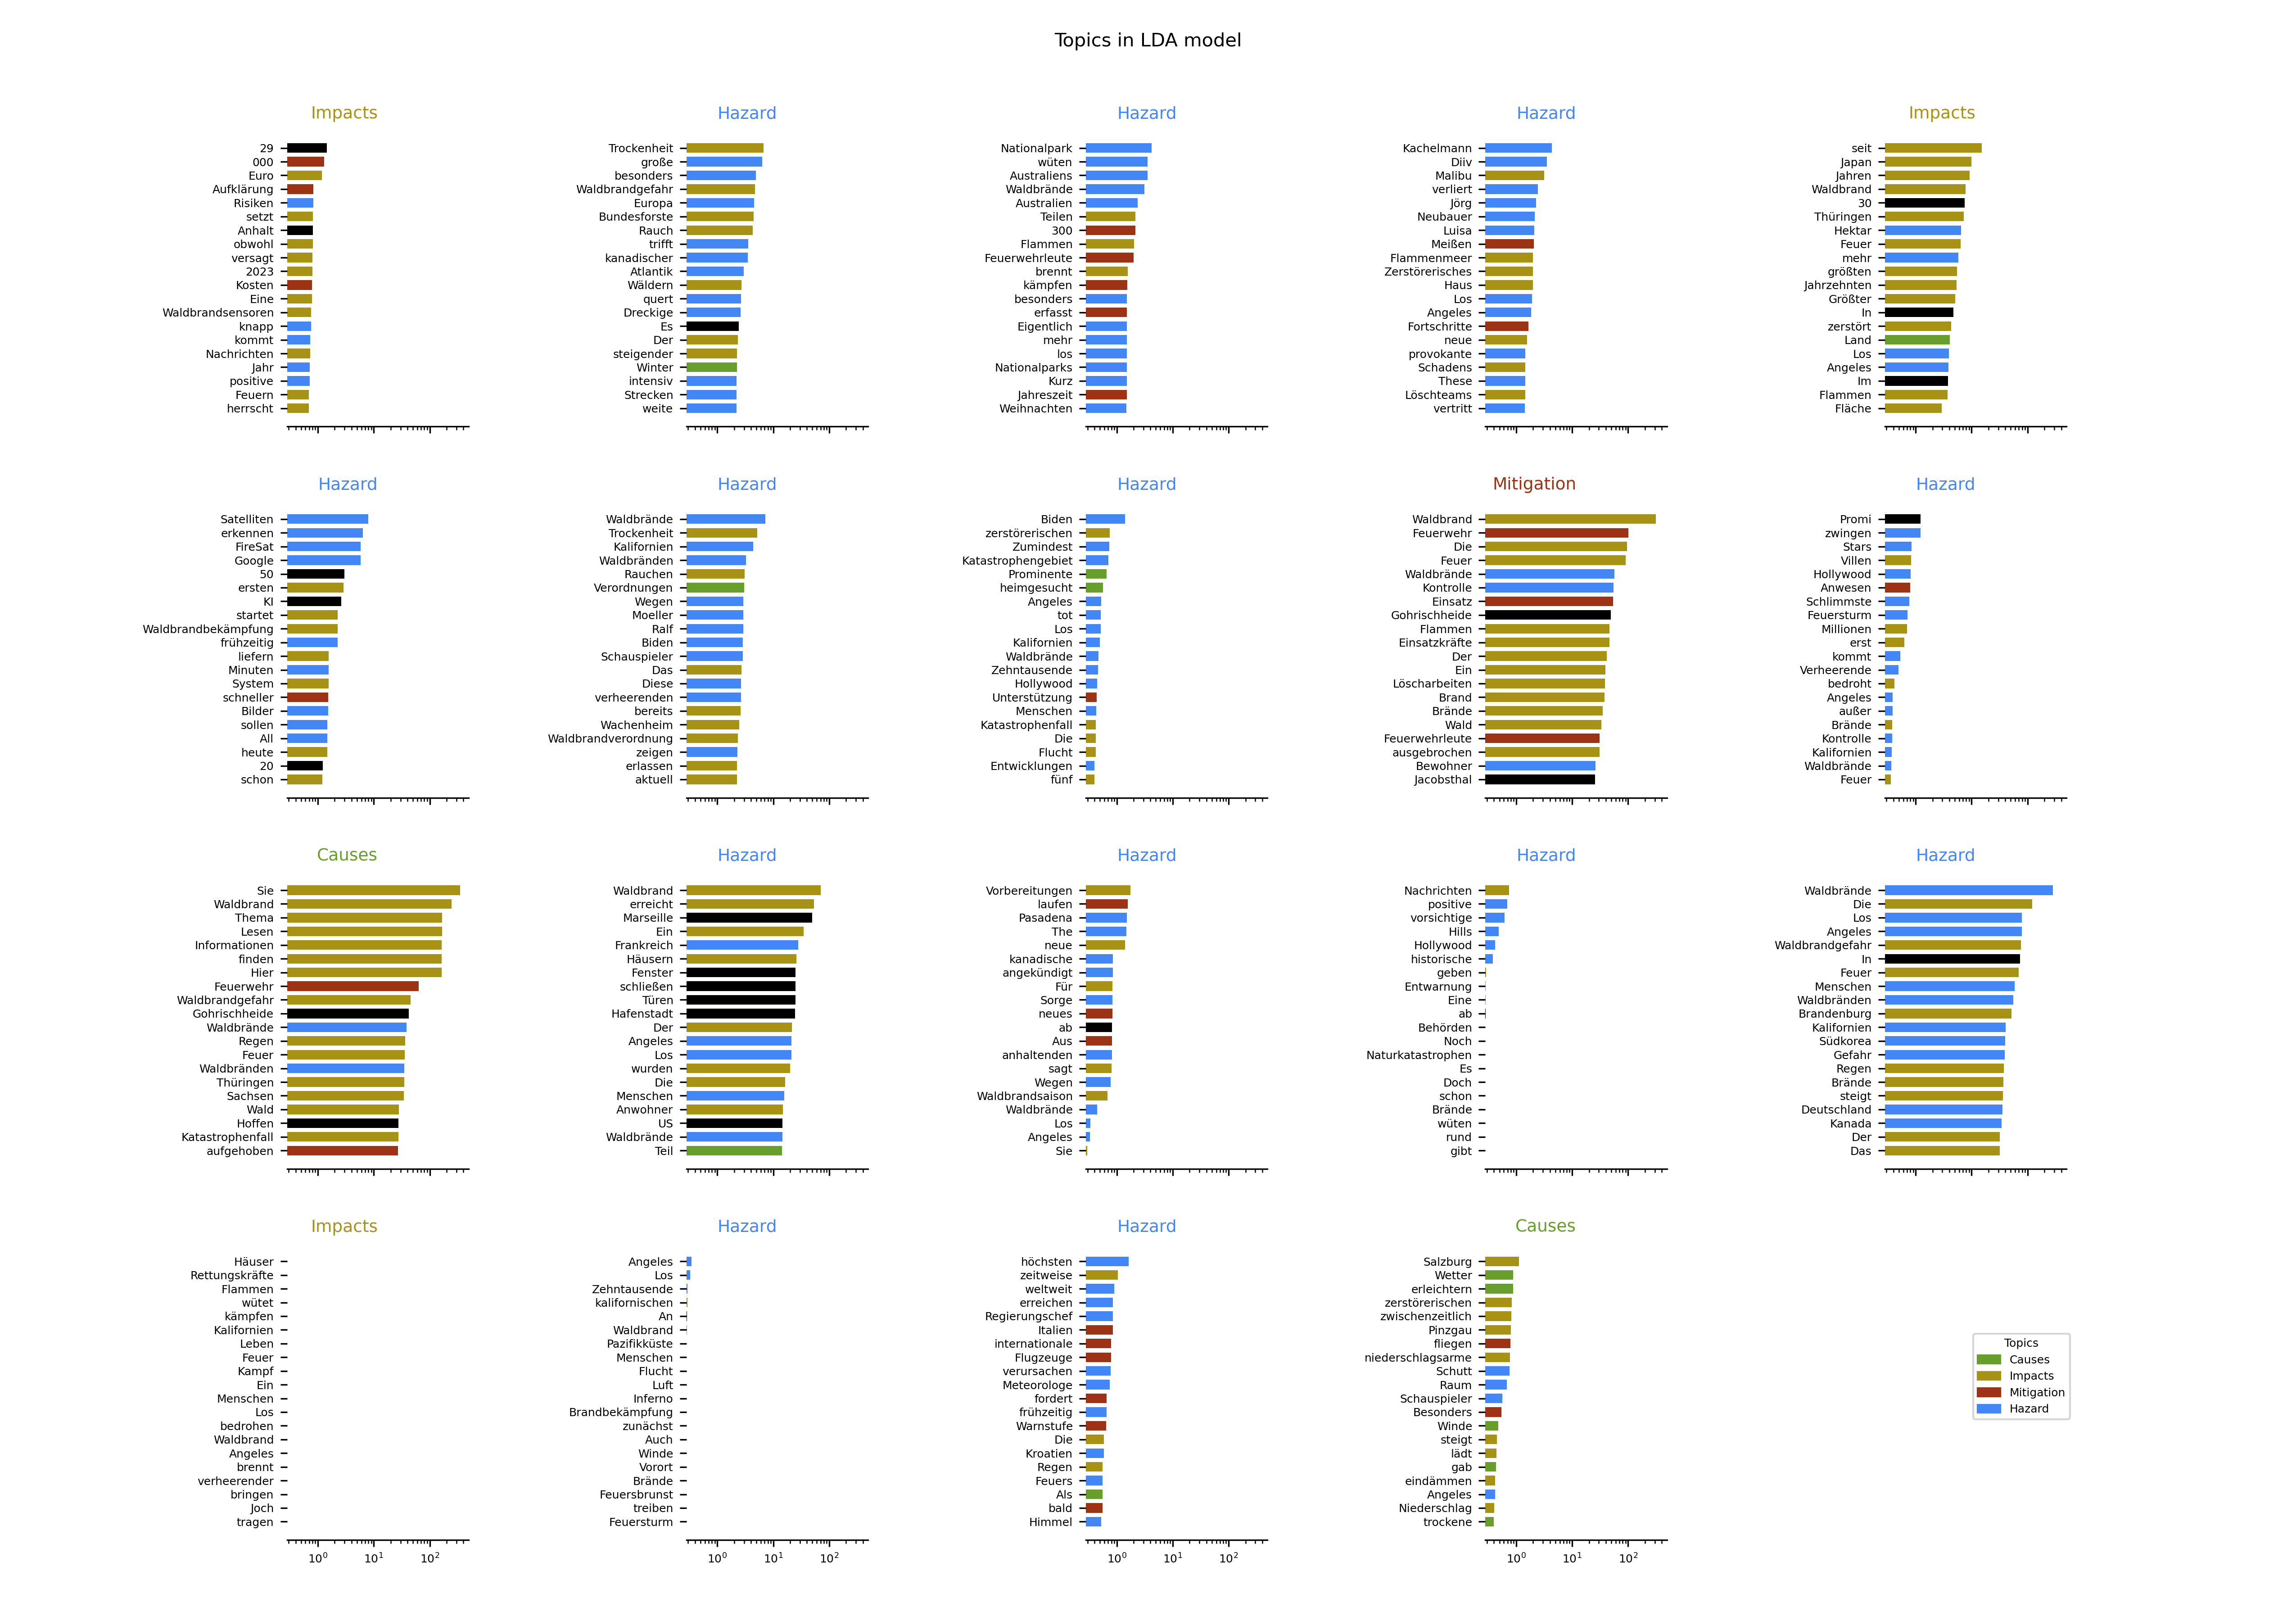 Topics in LDA model
Impacts
29
000
Euro
Aufklärung
Risiken
setzt
Anhalt
obwohl
versagt
2023
Kosten
Eine
Waldbrandsensoren
knapp
kommt
Nachrichten
Jahr
positive
Feuern
herrscht
Hazard
Trockenheit
große
besonders
Waldbrandgefahr
Europa
Bundesforste
Rauch
trifft
kanadischer
Atlantik
Wäldern
quert
Dreckige
Es
Der
steigender
Winter
intensiv
Strecken
weite
Hazard
Nationalpark
wüten
Australiens
Waldbrände
Australien
Teilen
300
Flammen
Feuerwehrleute
brennt
kämpfen
besonders
erfasst
Eigentlich
mehr
los
Nationalparks
Kurz
Jahreszeit
Weihnachten
Hazard
Kachelmann
Diiv
Malibu
verliert
Jörg
Neubauer
Luisa
Meißen
Flammenmeer
Zerstörerisches
Haus
Los
Angeles
Fortschritte
neue
provokante
Schadens
These
Löschteams
vertritt
Impacts
seit
Japan
Jahren
Waldbrand
30
Thüringen
Hektar
Feuer
mehr
größten
Jahrzehnten
Größter
In
zerstört
Land
Los
Angeles
Im
Flammen
Fläche
Hazard
Satelliten
erkennen
FireSat
Google
50
ersten
KI
startet
Waldbrandbekämpfung
frühzeitig
liefern
Minuten
System
schneller
Bilder
sollen
All
heute
20
schon
Hazard
Waldbrände
Trockenheit
Kalifornien
Waldbränden
Rauchen
Verordnungen
Wegen
Moeller
Ralf
Biden
Schauspieler
Das
Diese
verheerenden
bereits
Wachenheim
Waldbrandverordnung
zeigen
erlassen
aktuell
Hazard
Biden
zerstörerischen
Zumindest
Katastrophengebiet
Prominente
heimgesucht
Angeles
tot
Los
Kalifornien
Waldbrände
Zehntausende
Hollywood
Unterstützung
Menschen
Katastrophenfall
Die
Flucht
Entwicklungen
fünf
Mitigation
Waldbrand
Feuerwehr
Die
Feuer
Waldbrände
Kontrolle
Einsatz
Gohrischheide
Flammen
Einsatzkräfte
Der
Ein
Löscharbeiten
Brand
Brände
Wald
Feuerwehrleute
ausgebrochen
Bewohner
Jacobsthal
Hazard
Promi
zwingen
Stars
Villen
Hollywood
Anwesen
Schlimmste
Feuersturm
Millionen
erst
kommt
Verheerende
bedroht
Angeles
außer
Brände
Kontrolle
Kalifornien
Waldbrände
Feuer
Causes
Sie
Waldbrand
Thema
Lesen
Informationen
finden
Hier
Feuerwehr
Waldbrandgefahr
Gohrischheide
Waldbrände
Regen
Feuer
Waldbränden
Thüringen
Sachsen
Wald
Hoffen
Katastrophenfall
aufgehoben
Hazard
Waldbrand
erreicht
Marseille
Ein
Frankreich
Häusern
Fenster
schließen
Türen
Hafenstadt
Der
Angeles
Los
wurden
Die
Menschen
Anwohner
US
Waldbrände
Teil
Hazard
Vorbereitungen
laufen
Pasadena
The
neue
kanadische
angekündigt
Für
Sorge
neues
ab
Aus
anhaltenden
sagt
Wegen
Waldbrandsaison
Waldbrände
Los
Angeles
Sie
Hazard
Nachrichten
positive
vorsichtige
Hills
Hollywood
historische
geben
Entwarnung
Eine
ab
Behörden
Noch
Naturkatastrophen
Es
Doch
schon
Brände
wüten
rund
gibt
Hazard
Waldbrände
Die
Los
Angeles
Waldbrandgefahr
In
Feuer
Menschen
Waldbränden
Brandenburg
Kalifornien
Südkorea
Gefahr
Regen
Brände
steigt
Deutschland
Kanada
Der
Das
Impacts
Häuser
Rettungskräfte
Flammen
wütet
kämpfen
Kalifornien
Leben
Feuer
Kampf
Ein
Menschen
Los
bedrohen
Waldbrand
Angeles
brennt
verheerender
bringen
Joch
tragen
10⁰ 10¹ 10²
Hazard
Angeles
Los
Zehntausende
kalifornischen
An
Waldbrand
Pazifikküste
Menschen
Flucht
Luft
Inferno
Brandbekämpfung
zunächst
Auch
Winde
Vorort
Brände
Feuersbrunst
treiben
Feuersturm
10⁰ 10¹ 10²
Hazard
höchsten
zeitweise
weltweit
erreichen
Regierungschef
Italien
internationale
Flugzeuge
verursachen
Meteorologe
fordert
frühzeitig
Warnstufe
Die
Kroatien
Regen
Feuers
Als
bald
Himmel
10⁰ 10¹ 10²
Causes
Salzburg
Wetter
erleichtern
zerstörerischen
zwischenzeitlich
Pinzgau
fliegen
niederschlagsarme
Schutt
Raum
Schauspieler
Besonders
Winde
steigt
lädt
gab
eindämmen
Angeles
Niederschlag
trockene
10⁰ 10¹ 10²
Topics
Causes
Impacts
Mitigation
Hazard